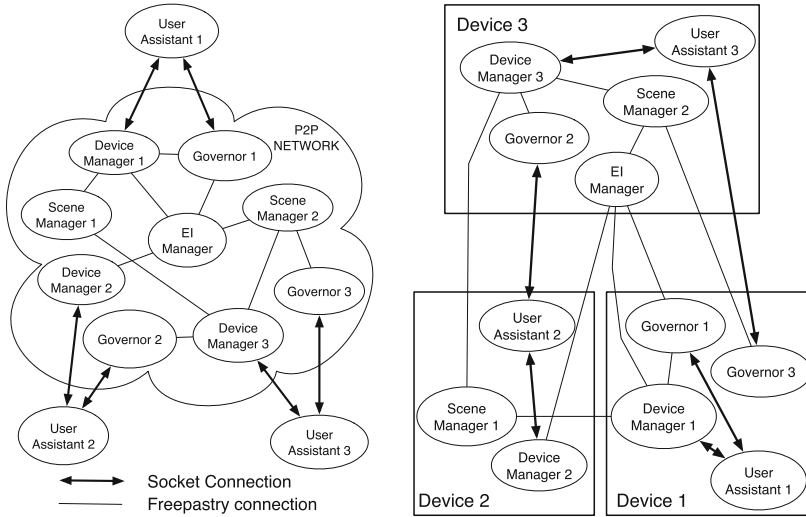 User
Assistant 1
P2P
NETWORK
Device
Manager 1
Governor 1
Scene
Manager 1
Scene
Manager 2
EI
Manager
Device
Manager 2
Governor 3
Governor 2
Device
Manager 3
User
Assistant 2
User
Assistant 3
Socket Connection
Freepastry connection
Device 3
User
Assistant 3
Device
Manager 3
Scene
Manager 2
Governor 2
EI
Manager
User
Assistant 2
Governor 1
Governor 3
Scene
Manager 1
Device
Manager 1
Device
Manager 2
User
Assistant 1
Device 2
Device 1